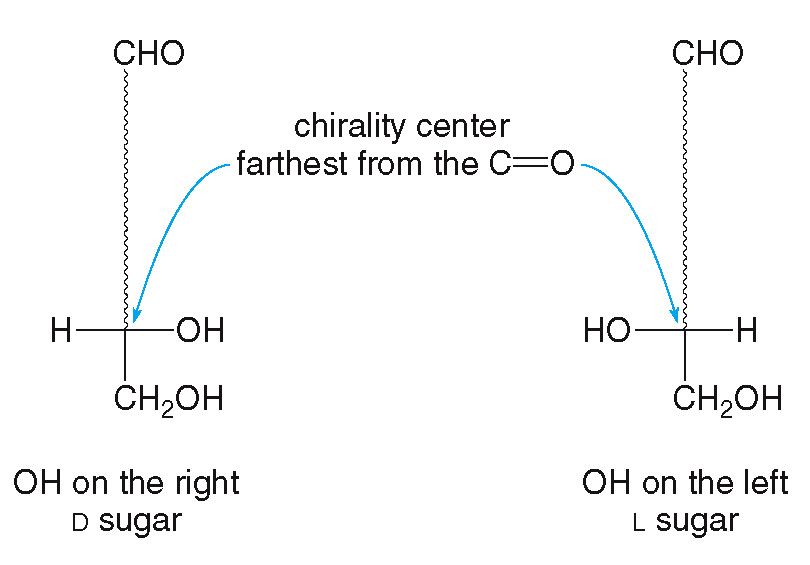 CHO
CHO
chirality center
farthest from the C=O
H OH
HO H
CH₂OH
CH₂OH
OH on the right
D sugar
OH on the left
L sugar